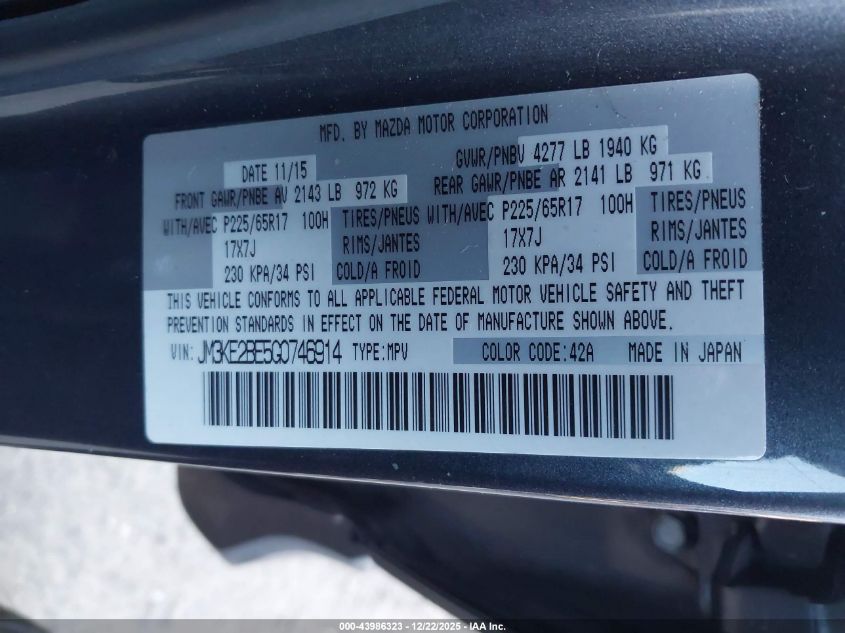 MFD. BY MAZDA MOTOR CORPORATION
DATE 11/15 GVWR/PNBV 4277 LB 1940 KG
FRONT GAWR/PNBE AV 2143 LB 972 KG REAR GAWR/PNBE AR 2141 LB 971 KG
WITH/AVEC P225/65R17 100H TIRES/PNEUS WITH/AVEC P225/65R17 100H TIRES/PNEUS
17X7J RIMS/JANTES 17X7J RIMS/JANTES
230 KPA/34 PSI COLD/A FROID 230 KPA/34 PSI COLD/A FROID
THIS VEHICLE CONFORMS TO ALL APPLICABLE FEDERAL MOTOR VEHICLE SAFETY AND THEFT
PREVENTION STANDARDS IN EFFECT ON THE DATE OF MANUFACTURE SHOWN ABOVE.
VIN: JM3KE2BE5G0746914 TYPE:MPV COLOR CODE:42A MADE IN JAPAN
000-43986323 - 12/22/2025 - IAA Inc.